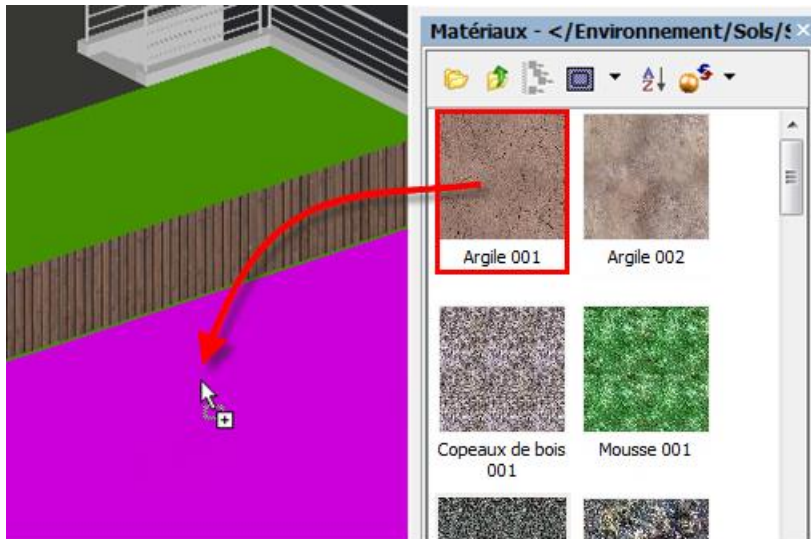 Matériaux - </Environnement/Sols/S
Argile 001
Argile 002
Copeaux de bois
001
Mousse 001